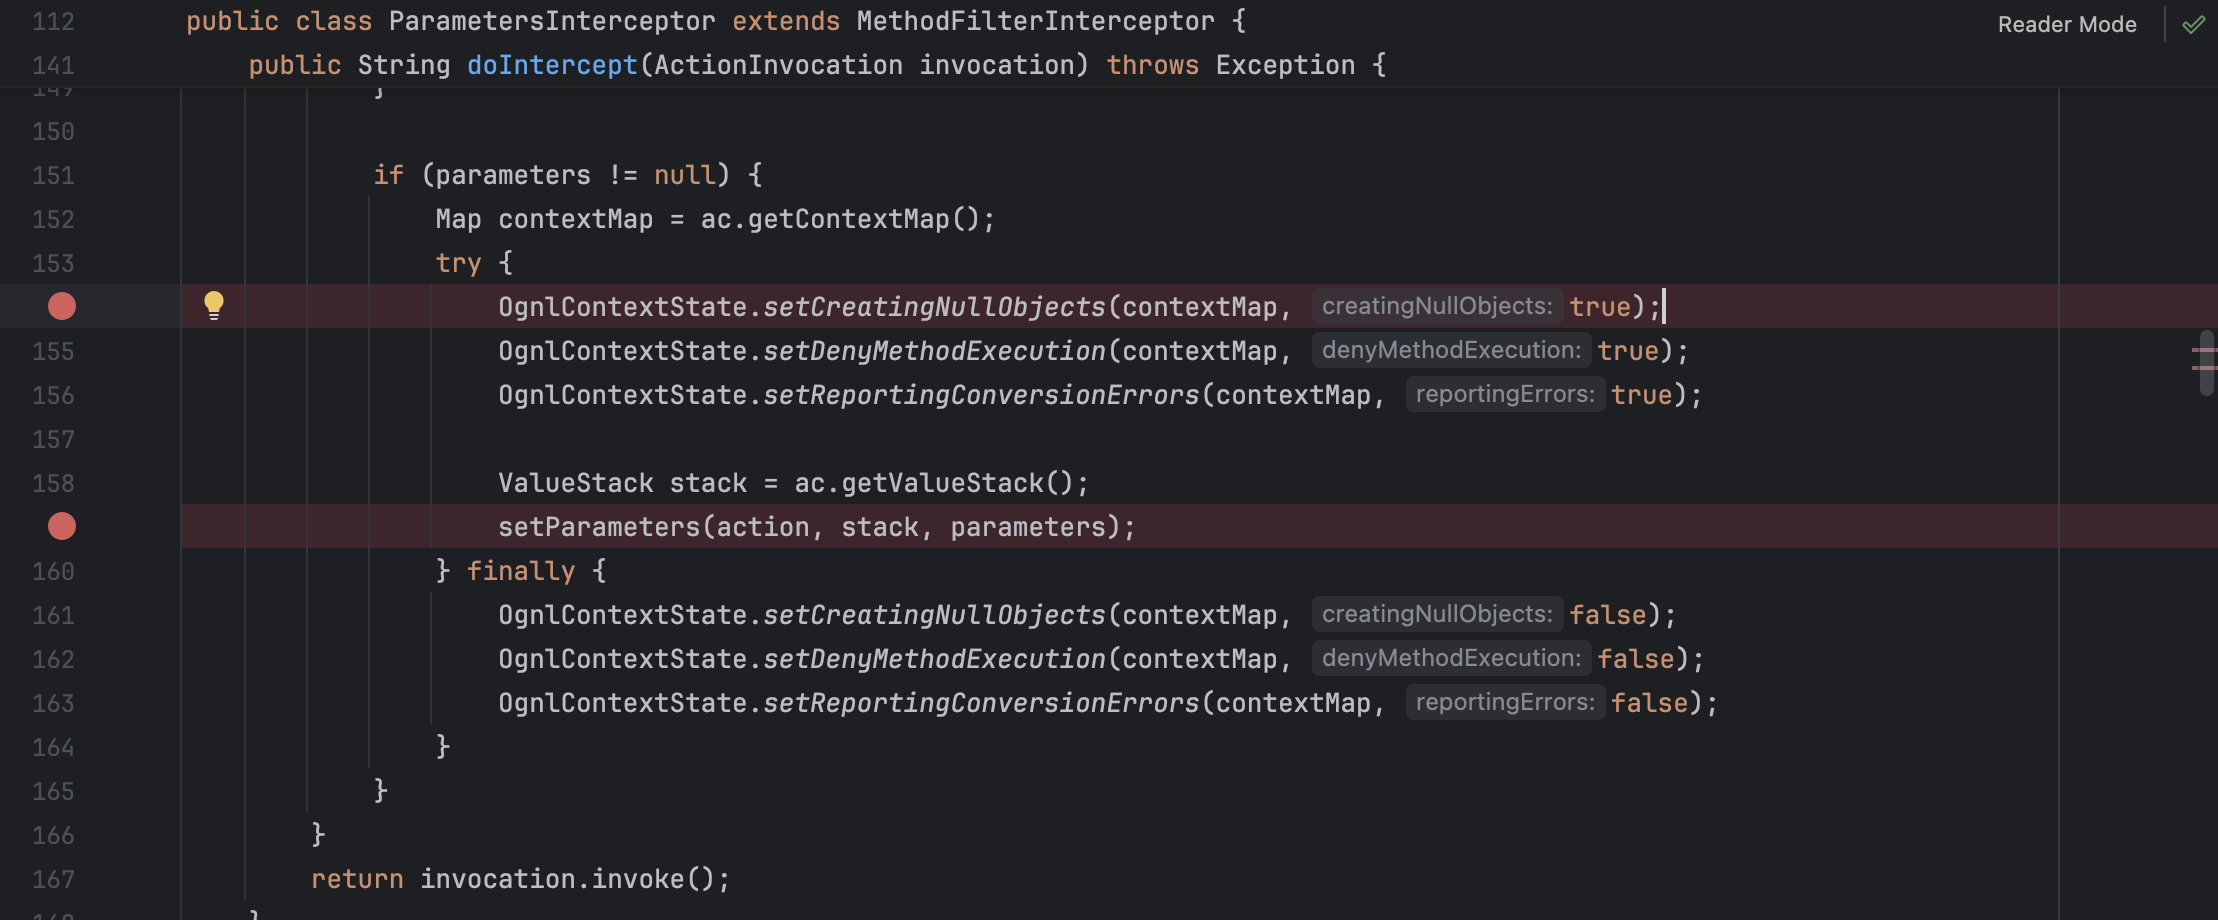 112 public class ParametersInterceptor extends MethodFilterInterceptor {
Reader Mode
141 public String doIntercept(ActionInvocation invocation) throws Exception {
149 }
150
151 if (parameters != null) {
152 Map contextMap = ac.getContextMap();
153 try {
OgnlContextState.setCreatingNullObjects(contextMap, creatingNullObjects: true);
155 OgnlContextState.setDenyMethodExecution(contextMap, denyMethodExecution: true);
156 OgnlContextState.setReportingConversionErrors(contextMap, reportingErrors: true);
157
158 ValueStack stack = ac.getValueStack();
setParameters(action, stack, parameters);
160 } finally {
161 OgnlContextState.setCreatingNullObjects(contextMap, creatingNullObjects: false);
162 OgnlContextState.setDenyMethodExecution(contextMap, denyMethodExecution: false);
163 OgnlContextState.setReportingConversionErrors(contextMap, reportingErrors: false);
164 }
165 }
166 }
167 return invocation.invoke();
168 }